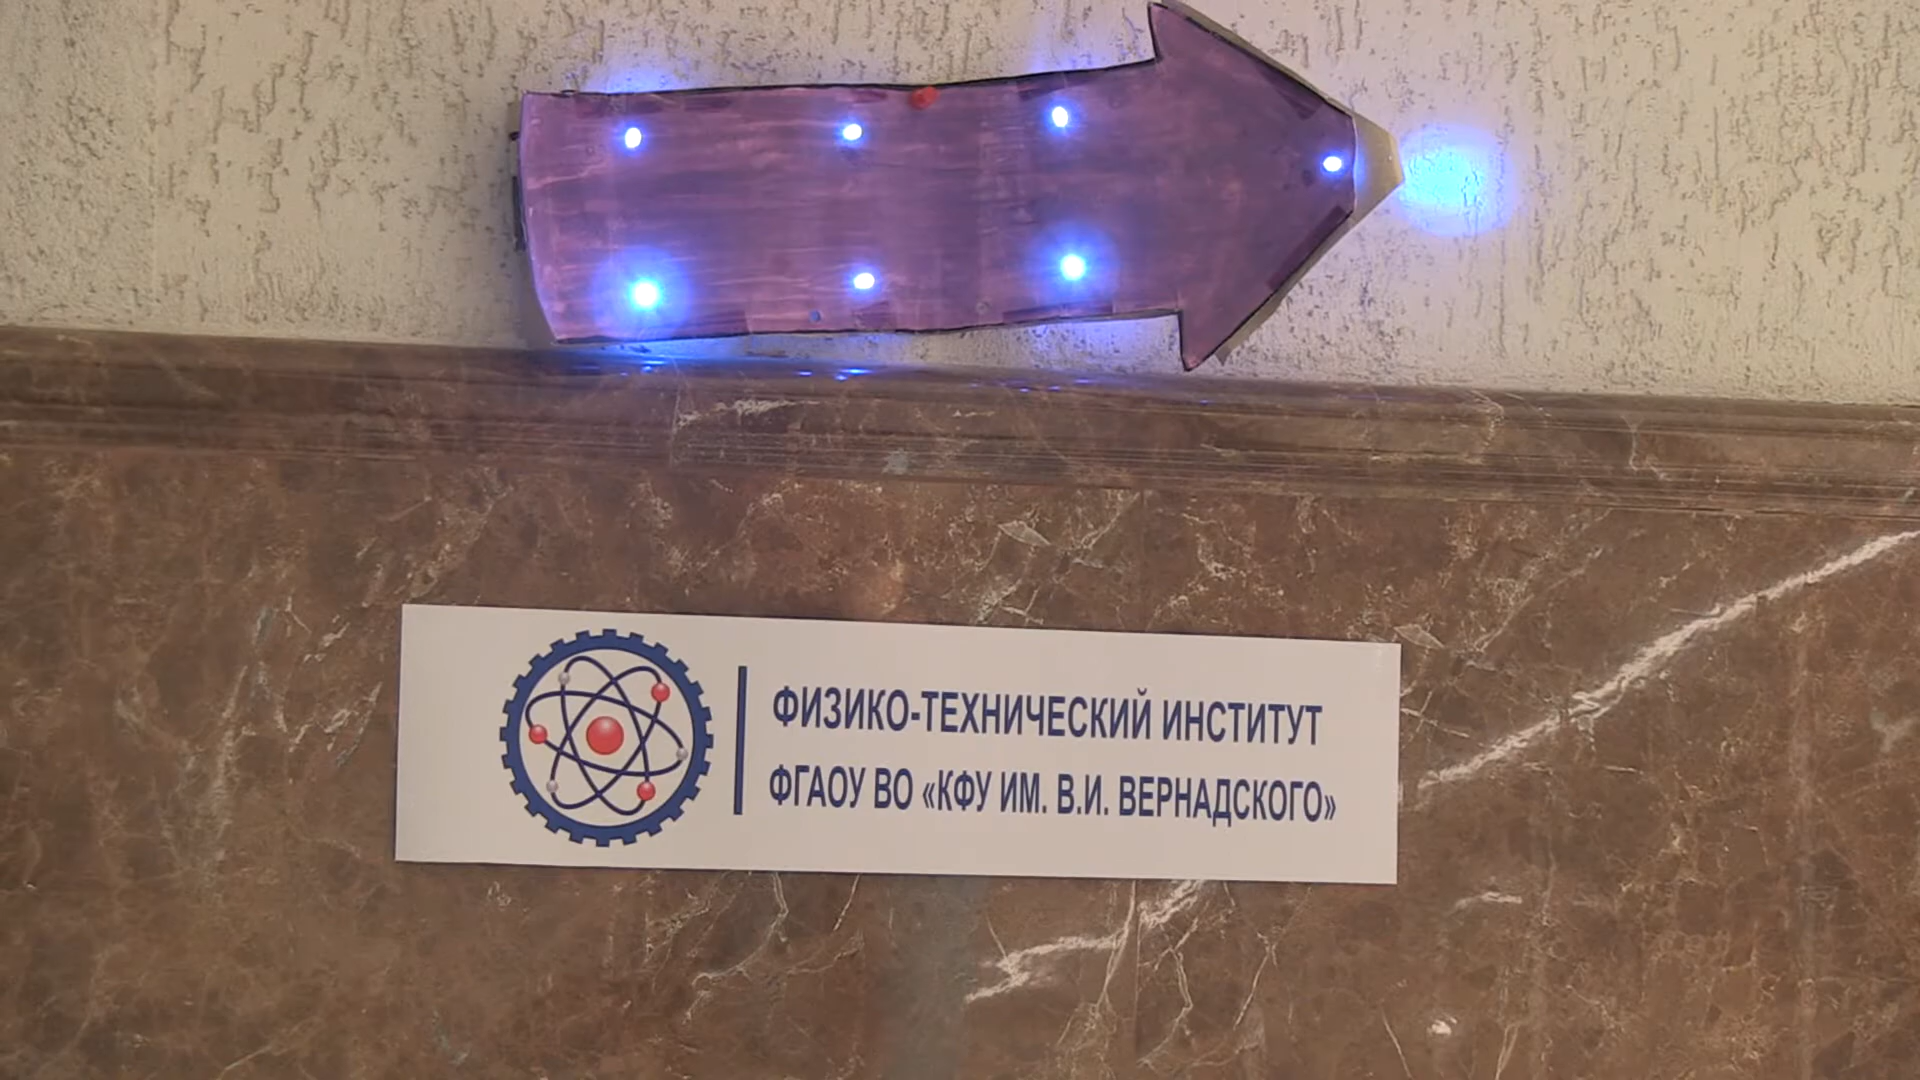 ФИЗИКО-ТЕХНИЧЕСКИЙ ИНСТИТУТ
ФГАОУ ВО «КФУ ИМ. В.И. ВЕРНАДСКОГО»